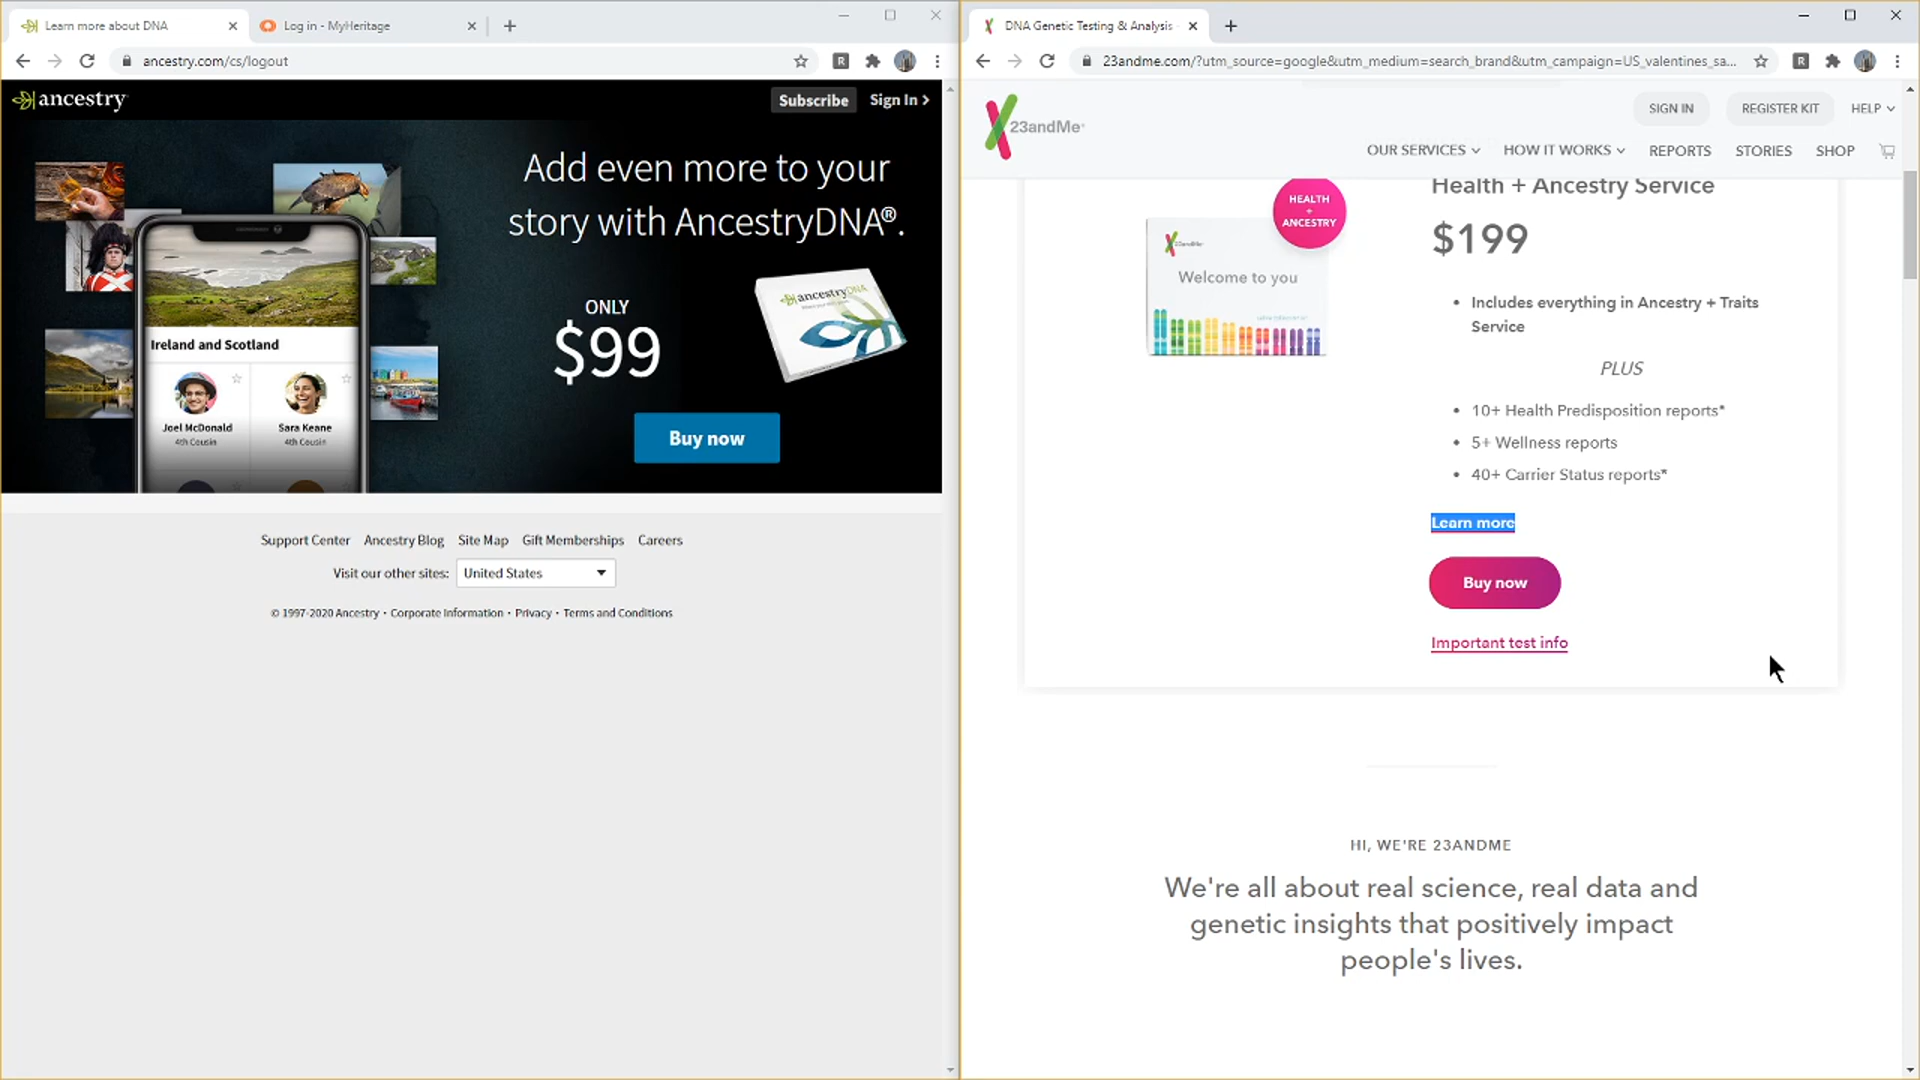 Learn more about DNA
Log in - MyHeritage
ancestry.com/cs/logout
ancestry
Subscribe
Sign In >
Add even more to your
story with AncestryDNA®.
ONLY
$99
ancestryDNA
Buy now
Ireland and Scotland
Joel McDonald
4th Cousin
Sara Keane
4th Cousin
Support Center Ancestry Blog Site Map Gift Memberships Careers
Visit our other sites: United States
© 1997-2020 Ancestry · Corporate Information · Privacy · Terms and Conditions
DNA Genetic Testing & Analysis
23andme.com/?utm_source=google&utm_medium=search_brand&utm_campaign=US_valentines_sa...
23andMe
SIGN IN
REGISTER KIT
HELP
OUR SERVICES
HOW IT WORKS
REPORTS
STORIES
SHOP
HEALTH
+
ANCESTRY
23andMe
Welcome to you
Health + Ancestry Service
$199
• Includes everything in Ancestry + Traits
Service
PLUS
• 10+ Health Predisposition reports*
• 5+ Wellness reports
• 40+ Carrier Status reports*
Learn more
Buy now
Important test info
HI, WE'RE 23ANDME
We're all about real science, real data and
genetic insights that positively impact
people's lives.